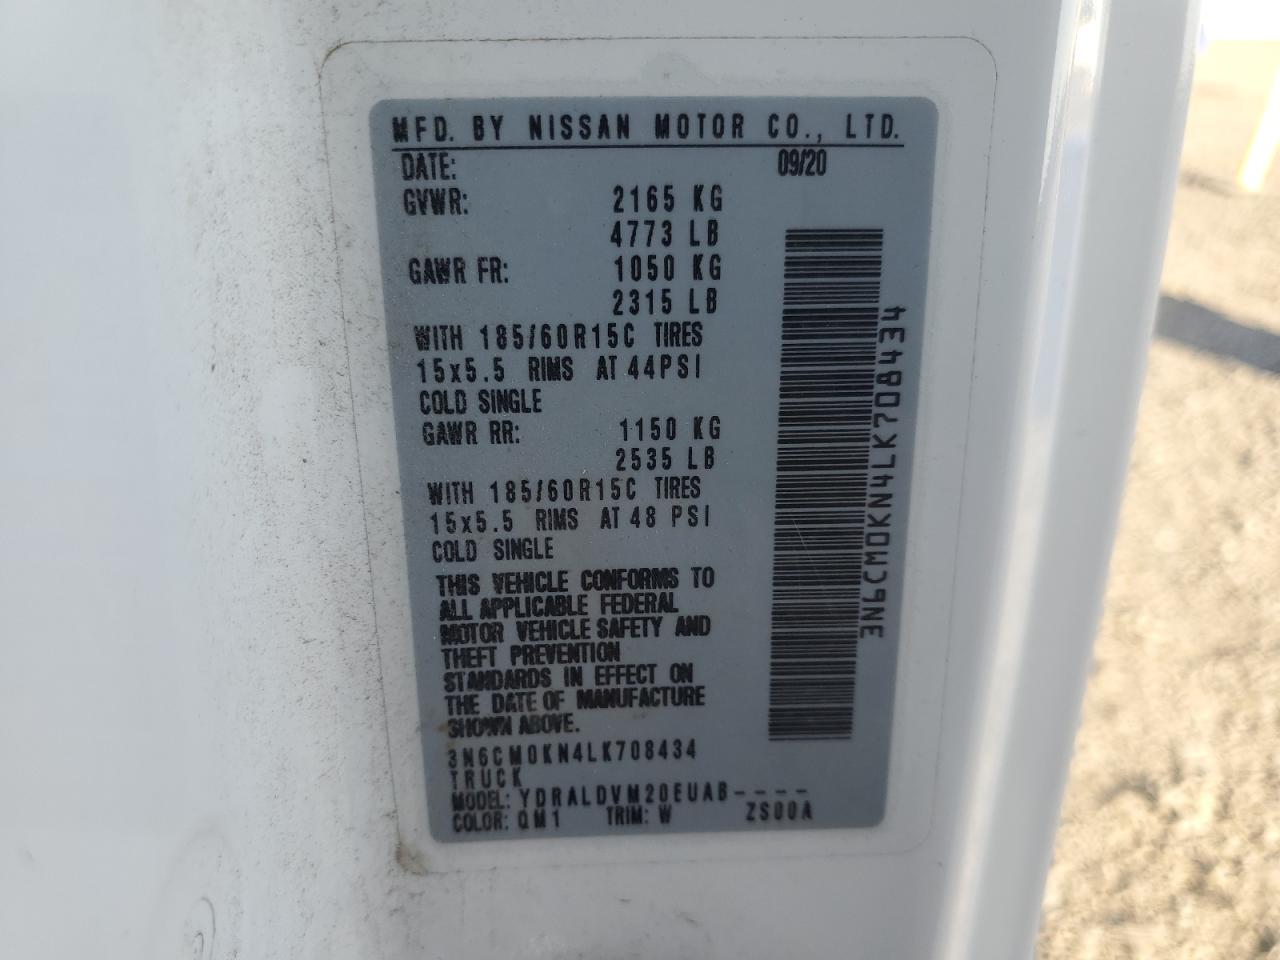 MFD. BY NISSAN MOTOR CO., LTD.
DATE: 09/20
GVWR: 2165 KG
4773 LB
GAWR FR: 1050 KG
2315 LB
WITH 185/60R15C TIRES
15x5.5 RIMS AT 44PSI
COLD SINGLE
GAWR RR: 1150 KG
2535 LB
WITH 185/60R15C TIRES
15x5.5 RIMS AT 48 PSI
COLD SINGLE
THIS VEHICLE CONFORMS TO
ALL APPLICABLE FEDERAL
MOTOR VEHICLE SAFETY AND
THEFT PREVENTION
STANDARDS IN EFFECT ON
THE DATE OF MANUFACTURE
SHOWN ABOVE.
3N6CM0KN4LK708434
TRUCK
MODEL: YDRALDVM20EUAB-----
COLOR: QM1 TRIM: W ZS00A
3N6CM0KN4LK708434